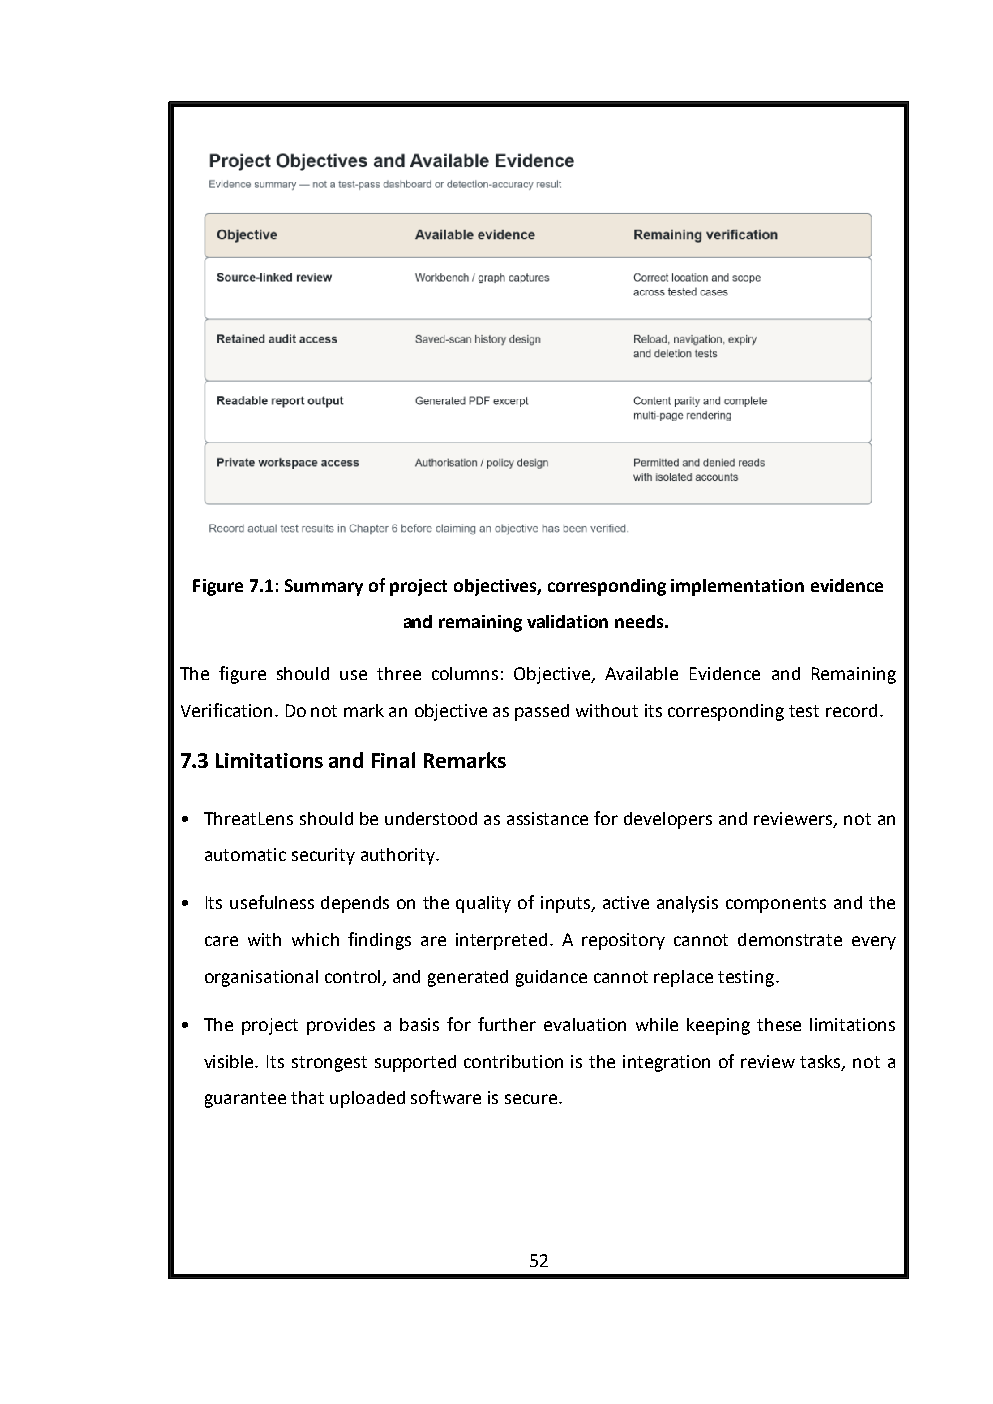 Project Objectives and Available Evidence
Evidence summary — not a test-pass dashboard or detection-accuracy result
Objective Available evidence Remaining verification
Source-linked review Workbench / graph captures Correct location and scope
across tested cases
Retained audit access Saved-scan history design Reload, navigation, expiry
and deletion tests
Readable report output Generated PDF excerpt Content parity and complete
multi-page rendering
Private workspace access Authorisation / policy design Permitted and denied reads
with isolated accounts
Record actual test results in Chapter 6 before claiming an objective has been verified.
Figure 7.1: Summary of project objectives, corresponding implementation evidence
and remaining validation needs.
The figure should use three columns: Objective, Available Evidence and Remaining
Verification. Do not mark an objective as passed without its corresponding test record.
7.3 Limitations and Final Remarks
• ThreatLens should be understood as assistance for developers and reviewers, not an
automatic security authority.
• Its usefulness depends on the quality of inputs, active analysis components and the
care with which findings are interpreted. A repository cannot demonstrate every
organisational control, and generated guidance cannot replace testing.
• The project provides a basis for further evaluation while keeping these limitations
visible. Its strongest supported contribution is the integration of review tasks, not a
guarantee that uploaded software is secure.
52